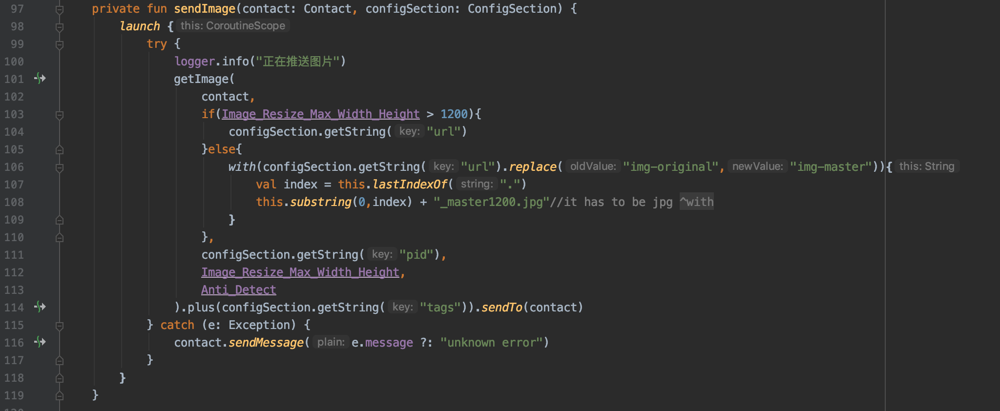 97 private fun sendImage(contact: Contact, configSection: ConfigSection) {
98 launch { this: CoroutineScope
99 try {
100 logger.info("正在推送图片")
101 getImage(
102 contact,
103 if(Image_Resize_Max_Width_Height > 1200){
104 configSection.getString( key: "url")
105 }else{
106 with(configSection.getString( key: "url").replace( oldValue: "img-original", newValue: "img-master")){ this: String
107 val index = this.lastIndexOf( string: ".")
108 this.substring(0,index) + "_master1200.jpg"//it has to be jpg ^with
109 }
110 },
111 configSection.getString( key: "pid"),
112 Image_Resize_Max_Width_Height,
113 Anti_Detect
114 ).plus(configSection.getString( key: "tags")).sendTo(contact)
115 } catch (e: Exception) {
116 contact.sendMessage( plain: e.message ?: "unknown error")
117 }
118 }
119 }